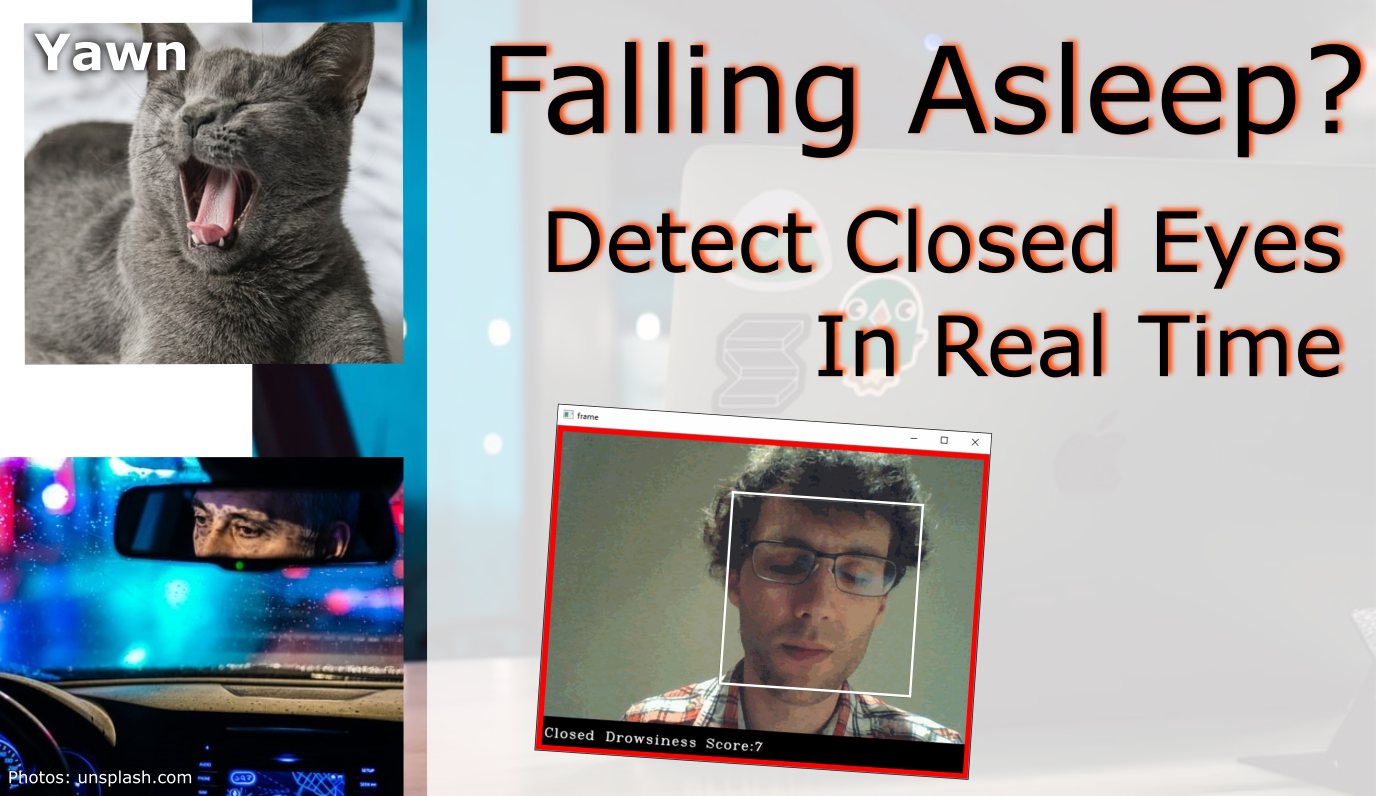 Yawn
Falling Asleep?
Detect Closed Eyes
In Real Time
frame
Closed Drowsiness Score:7
Photos: unsplash.com